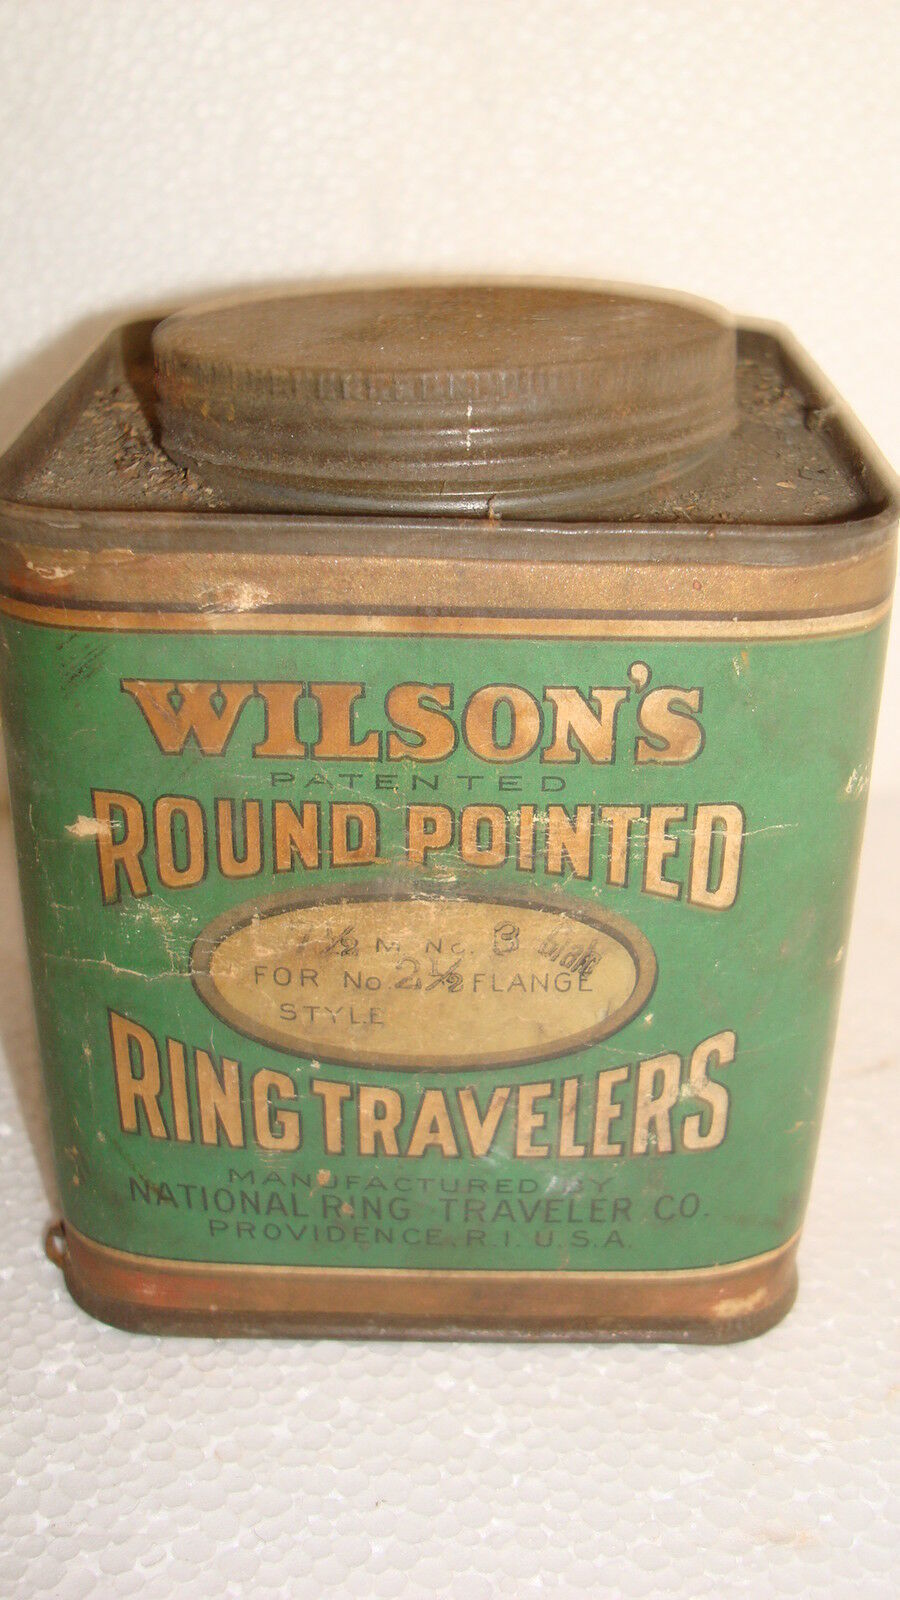 WILSON'S
PATENTED
ROUND POINTED
1½ M No. 3
FOR No. 2½ FLANGE
STYLE
RING TRAVELERS
MANUFACTURED BY
NATIONAL RING TRAVELER CO.
PROVIDENCE, R.I. U.S.A.